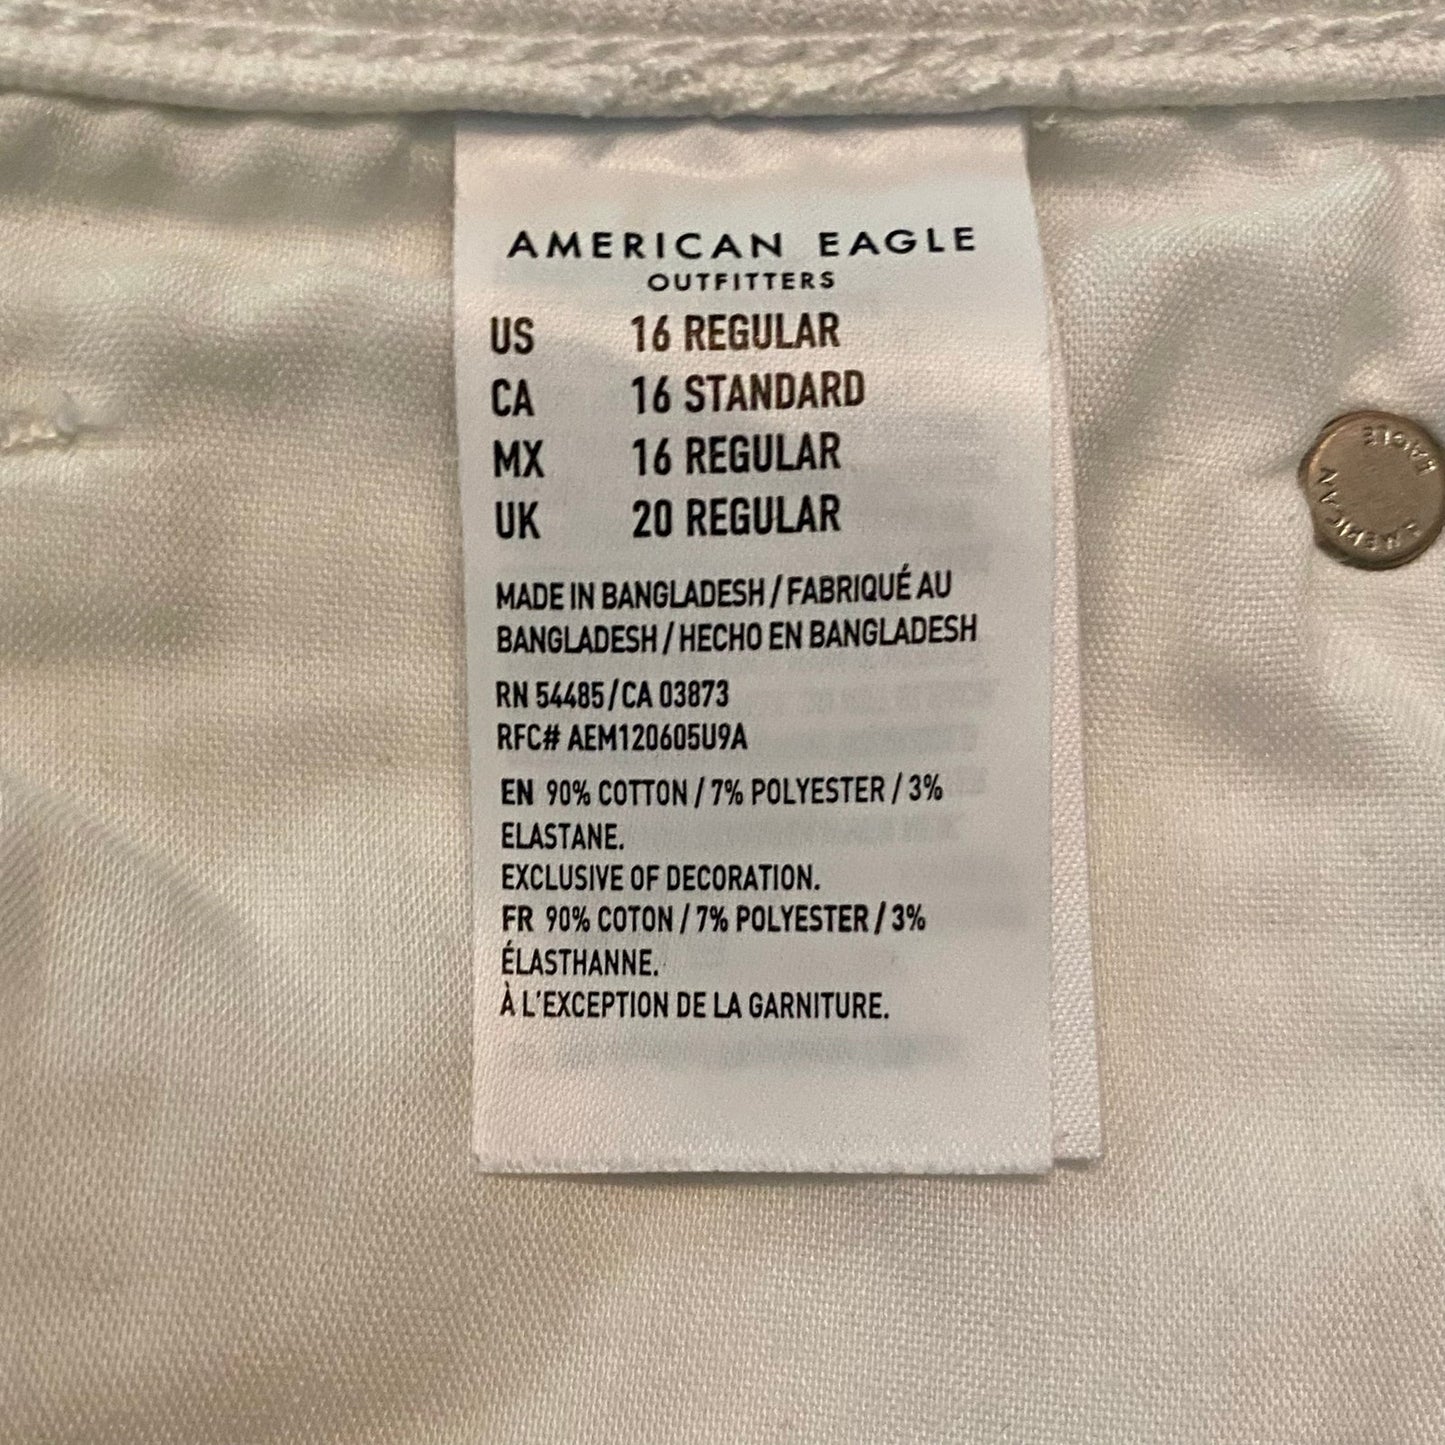 AMERICAN EAGLE
OUTFITTERS
US 16 REGULAR
CA 16 STANDARD
MX 16 REGULAR
UK 20 REGULAR
MADE IN BANGLADESH / FABRIQUÉ AU
BANGLADESH / HECHO EN BANGLADESH
RN 54485 / CA 03873
RFC# AEM120605U9A
EN 90% COTTON / 7% POLYESTER / 3%
ELASTANE.
EXCLUSIVE OF DECORATION.
FR 90% COTON / 7% POLYESTER / 3%
ÉLASTHANNE.
À L'EXCEPTION DE LA GARNITURE.
AMERICAN EAGLE